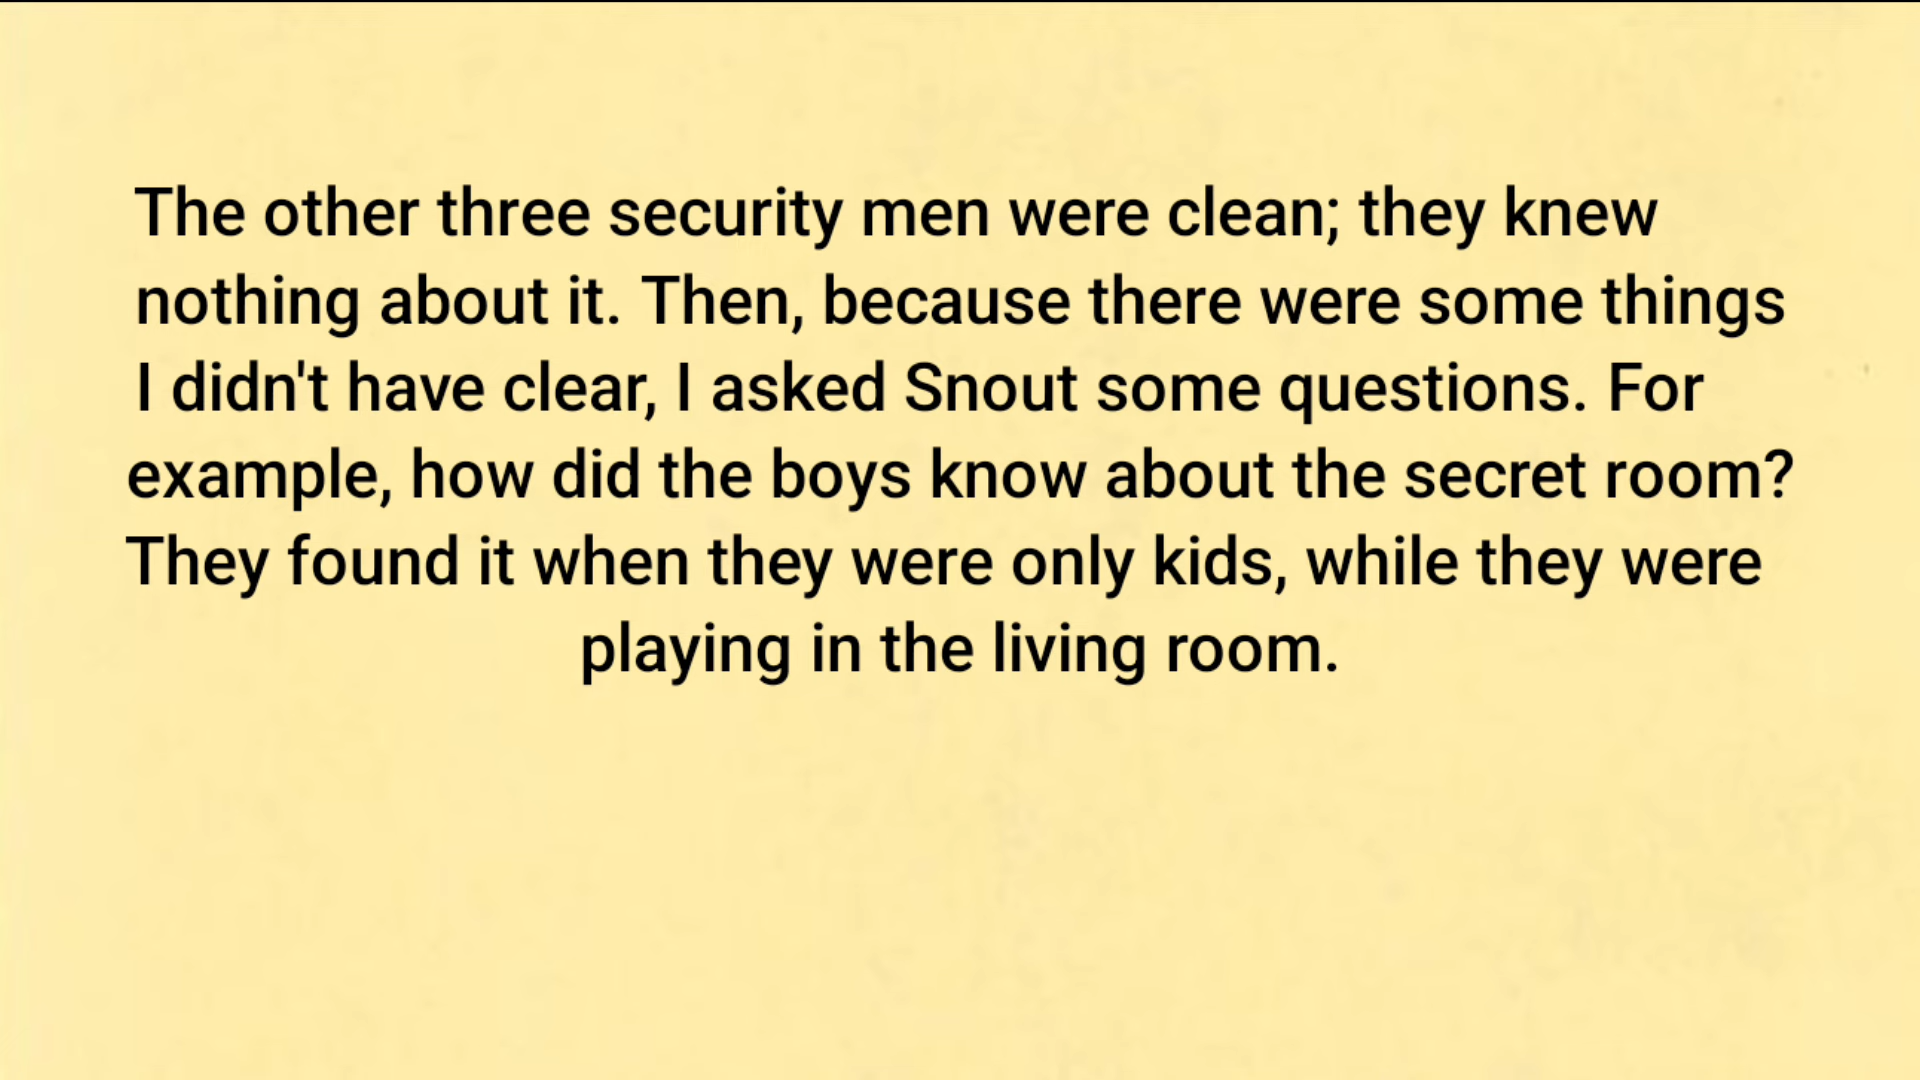 The other three security men were clean; they knew
nothing about it. Then, because there were some things
I didn't have clear, I asked Snout some questions. For
example, how did the boys know about the secret room?
They found it when they were only kids, while they were
playing in the living room.